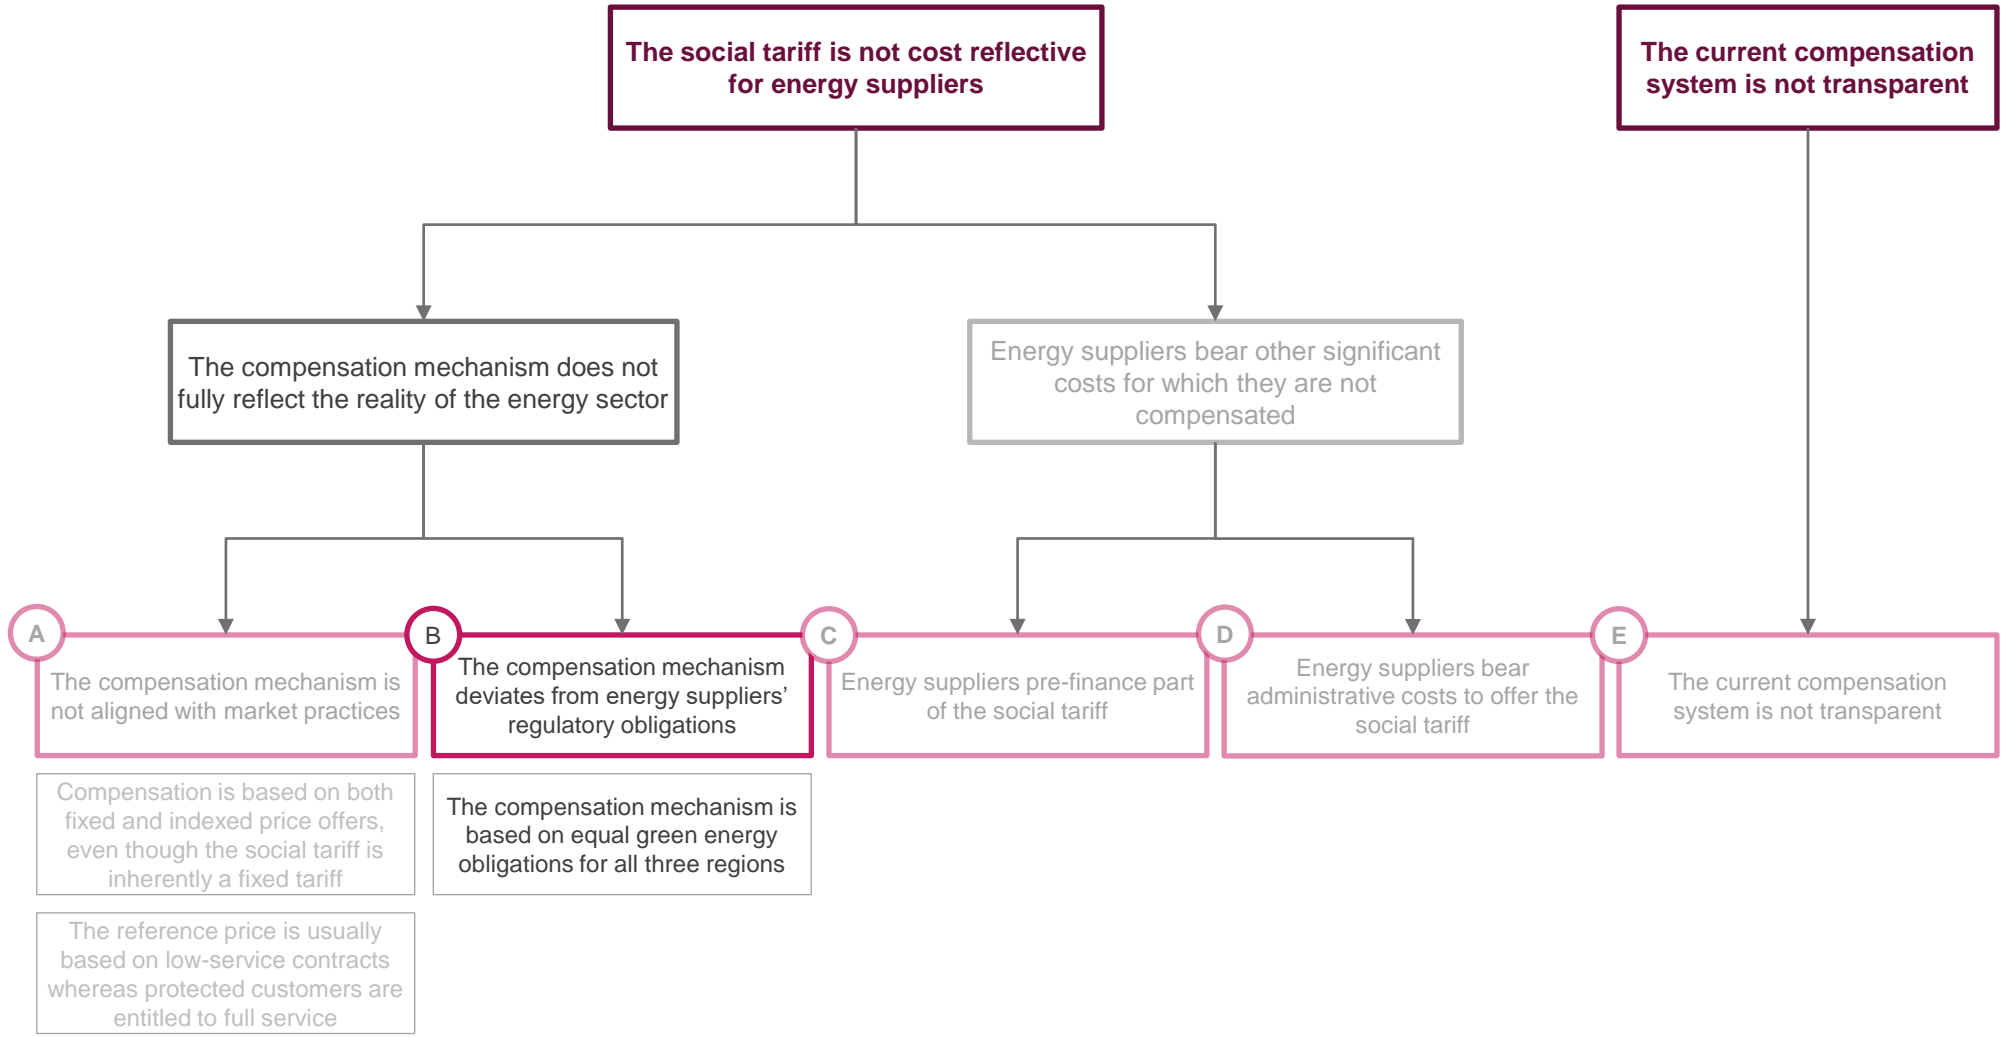 The social tariff is not cost reflective
for energy suppliers
The current compensation
system is not transparent
The compensation mechanism does not
fully reflect the reality of the energy sector
Energy suppliers bear other significant
costs for which they are not
compensated
A
The compensation mechanism is
not aligned with market practices
B
The compensation mechanism
deviates from energy suppliers’
regulatory obligations
C
Energy suppliers pre-finance part
of the social tariff
D
Energy suppliers bear
administrative costs to offer the
social tariff
E
The current compensation
system is not transparent
Compensation is based on both
fixed and indexed price offers,
even though the social tariff is
inherently a fixed tariff
The compensation mechanism is
based on equal green energy
obligations for all three regions
The reference price is usually
based on low-service contracts
whereas protected customers are
entitled to full service